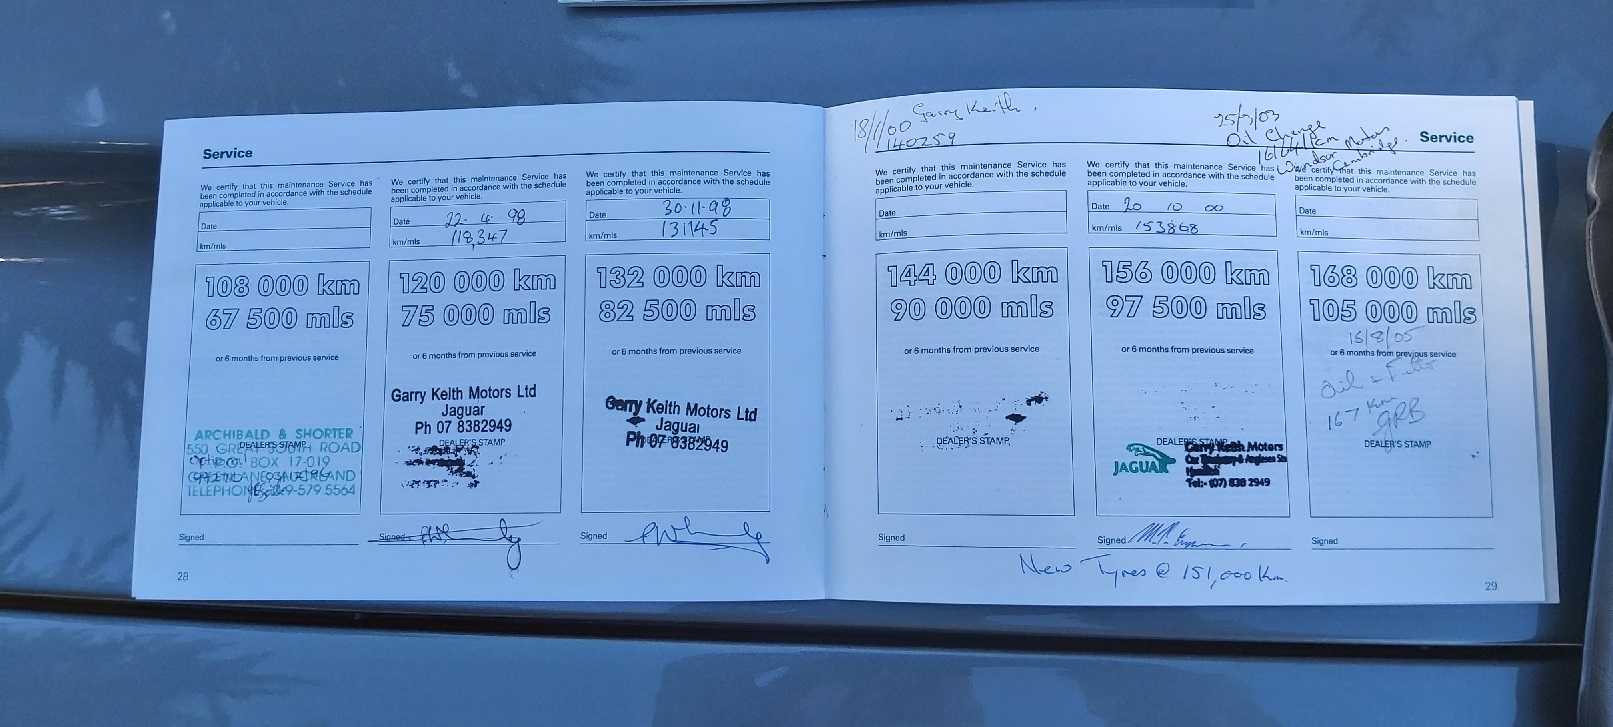 Service
We certify that this maintenance Service has
been completed in accordance with the schedule
applicable to your vehicle.
Date
km/mls
108 000 km
67 500 mls
or 6 months from previous service
ARCHIBALD & SHORTER
550 GREAT SOUTH ROAD
DEALER'S STAMP
BOX 17-019
TELEPHONE 579 5564
Signed
28
We certify that this maintenance Service has
been completed in accordance with the schedule
applicable to your vehicle.
Date 22. 4. 98
km/mls 118,347
120 000 km
75 000 mls
or 6 months from previous service
Garry Keith Motors Ltd
Jaguar
Ph 07 8382949
DEALER'S STAMP
Signed
We certify that this maintenance Service has
been completed in accordance with the schedule
applicable to your vehicle.
Date 30-11-98
km/mls 131145
132 000 km
82 500 mls
or 6 months from previous service
Garry Keith Motors Ltd
Jaguar
Ph 07 8382949
Signed
18/1/00 Garry Keith.
140259
We certify that this maintenance Service has
been completed in accordance with the schedule
applicable to your vehicle.
Date
km/mls
144 000 km
90 000 mls
or 6 months from previous service
DEALER'S STAMP
Signed
We certify that this maintenance Service has
been completed in accordance with the schedule
applicable to your vehicle.
Date 20 10 00
km/mls 153868
156 000 km
97 500 mls
or 6 months from previous service
DEALER'S STAMP
JAGUAR
Garry Keith Motors
Tel:- (07) 838 2949
Signed
New Tyres @ 151,000 km.
Oil Change
Motors
Windsor Cambridge.
Service
We certify that this maintenance Service has
been completed in accordance with the schedule
applicable to your vehicle.
Date
km/mls
168 000 km
105 000 mls
or 6 months from previous service
Oil
167 km
GRB
DEALER'S STAMP
Signed
29